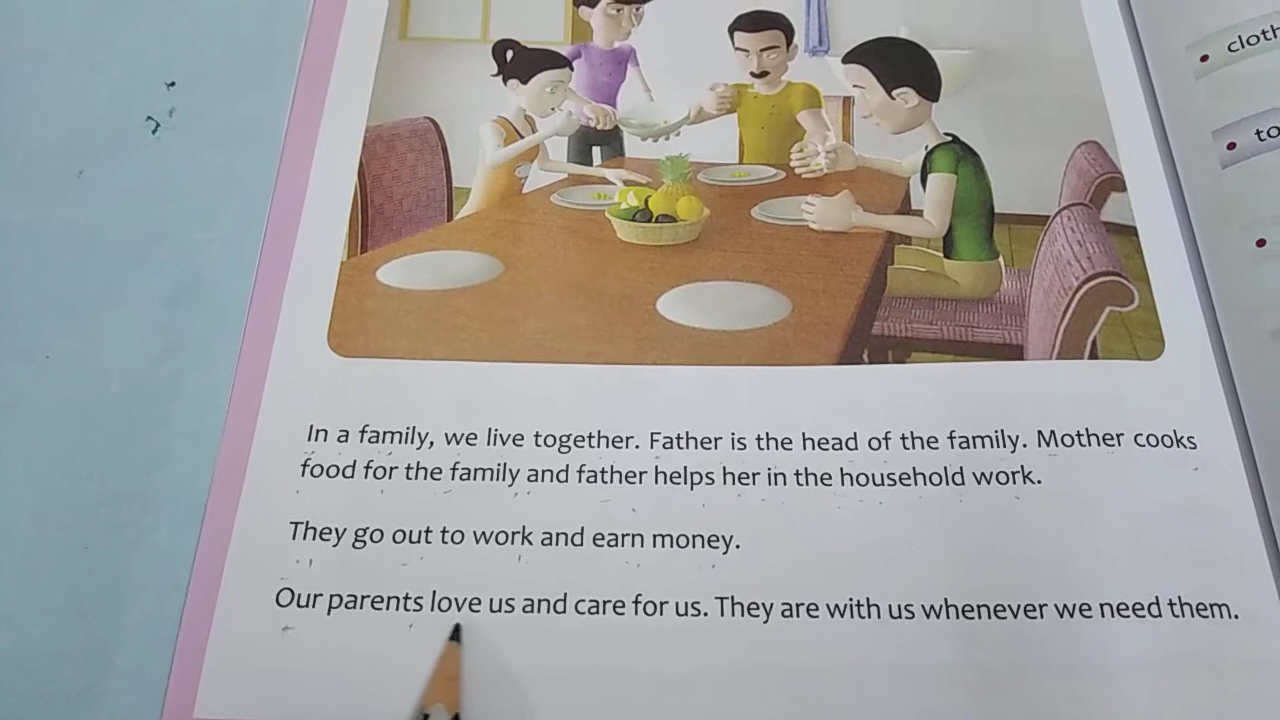 In a family, we live together. Father is the head of the family. Mother cooks
food for the family and father helps her in the household work.
They go out to work and earn money.
Our parents love us and care for us. They are with us whenever we need them.